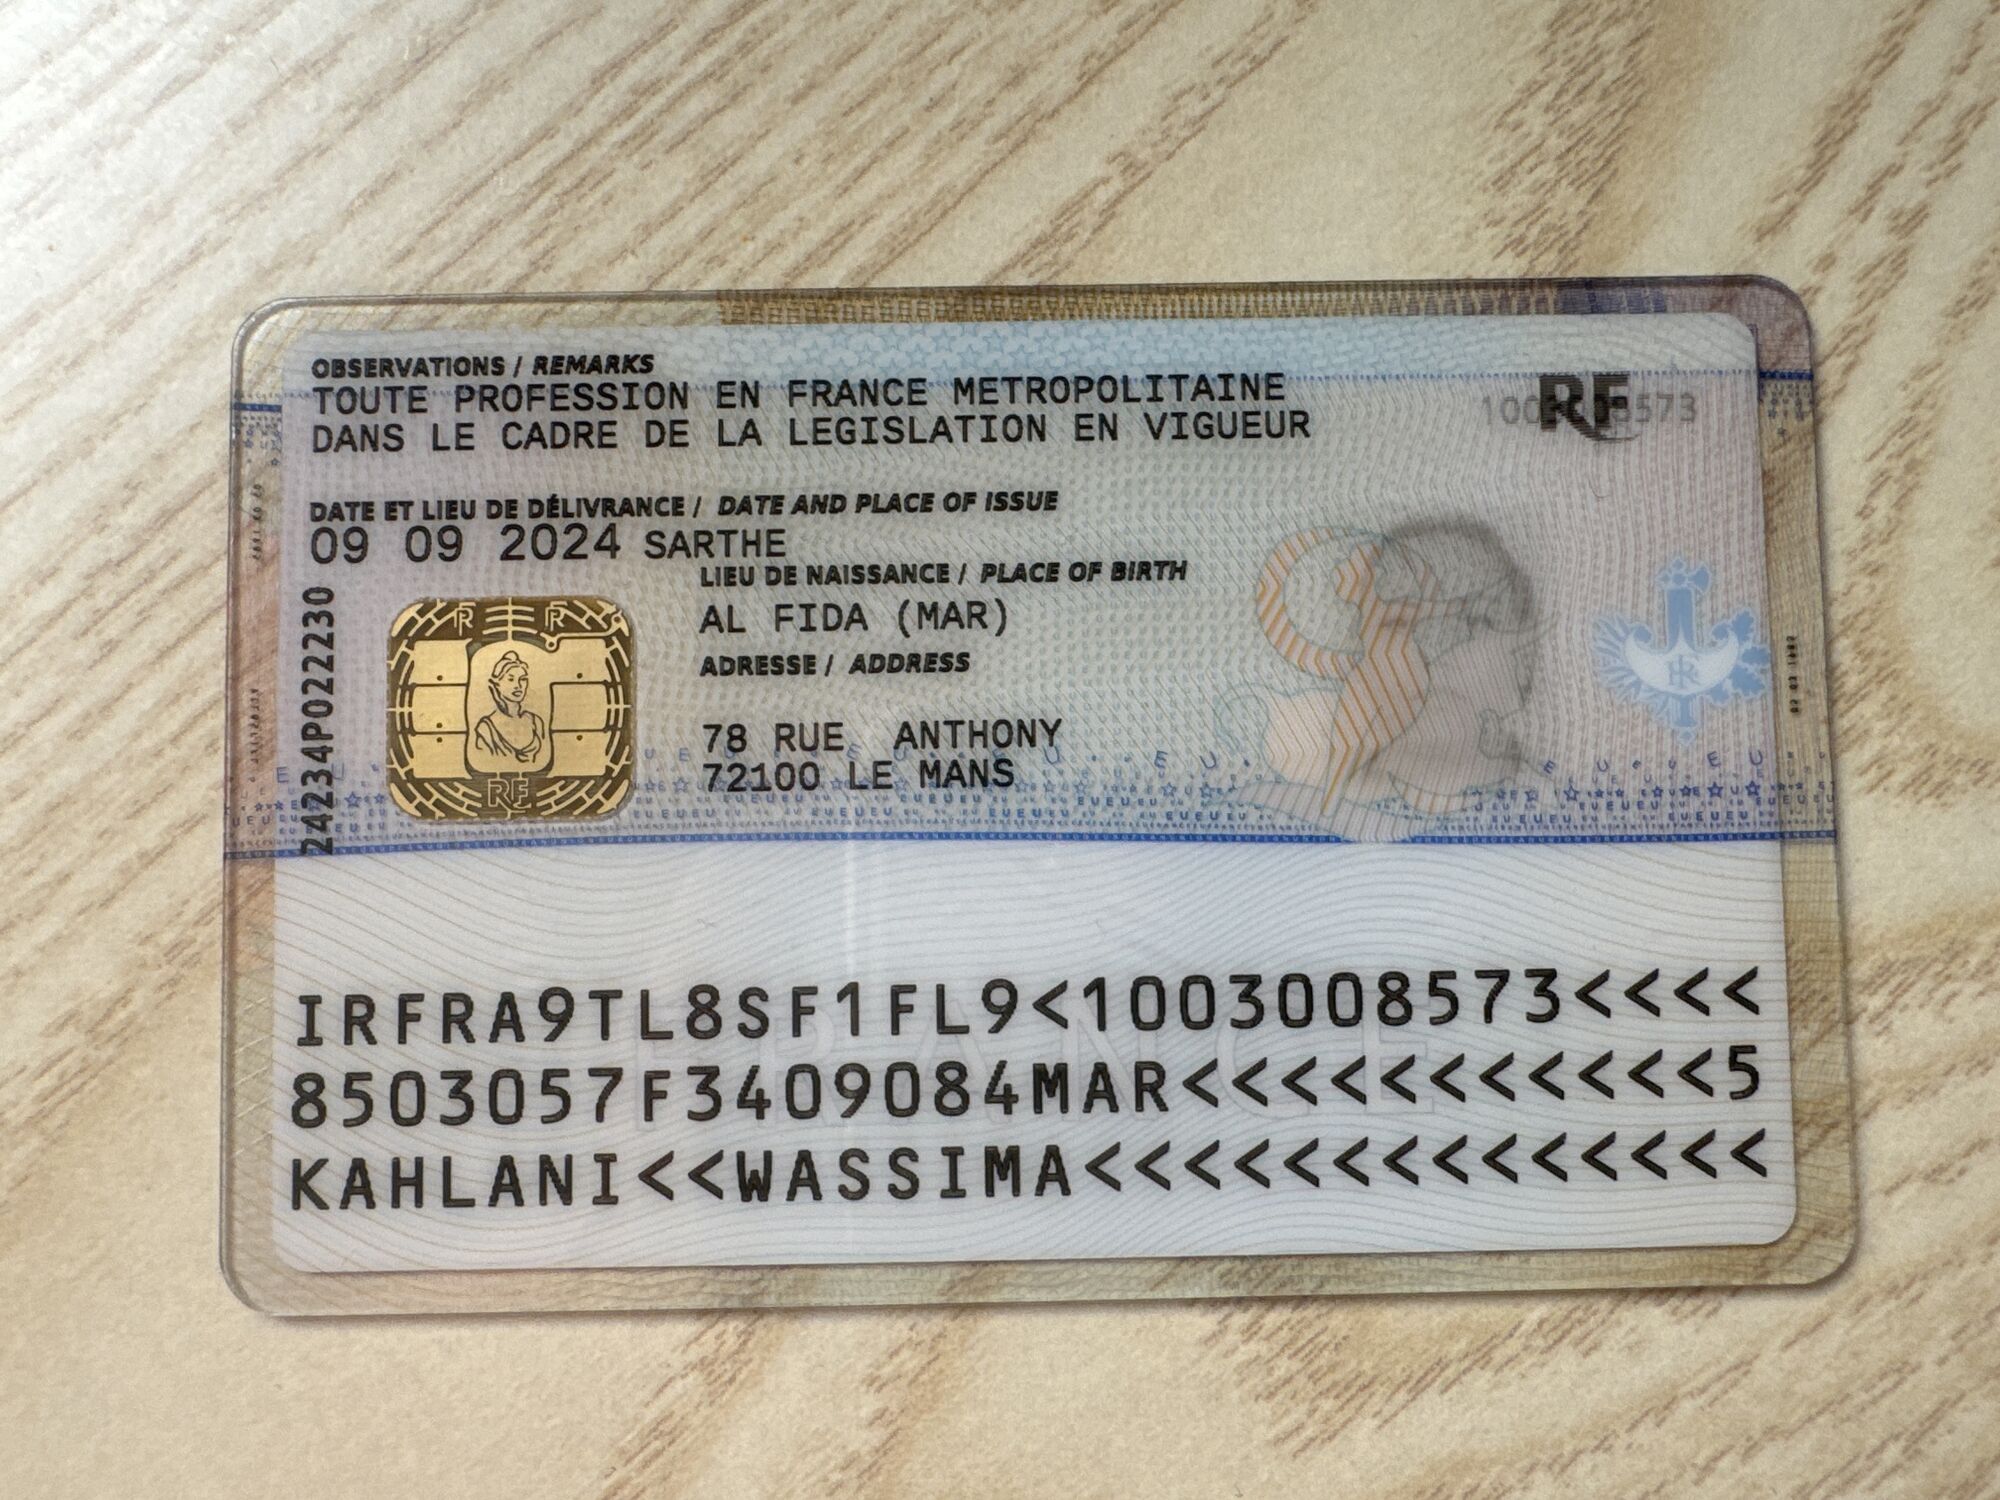 OBSERVATIONS / REMARKS
TOUTE PROFESSION EN FRANCE METROPOLITAINE
DANS LE CADRE DE LA LEGISLATION EN VIGUEUR
RF
DATE ET LIEU DE DÉLIVRANCE / DATE AND PLACE OF ISSUE
09 09 2024 SARTHE
LIEU DE NAISSANCE / PLACE OF BIRTH
AL FIDA (MAR)
ADRESSE / ADDRESS
78 RUE ANTHONY
72100 LE MANS
24234P022230
RF
IRFRA9TL8SF1FL9<1003008573<<<<
8503057F3409084MAR<<<<<<<<<<<5
KAHLANI<<WASSIMA<<<<<<<<<<<<<<